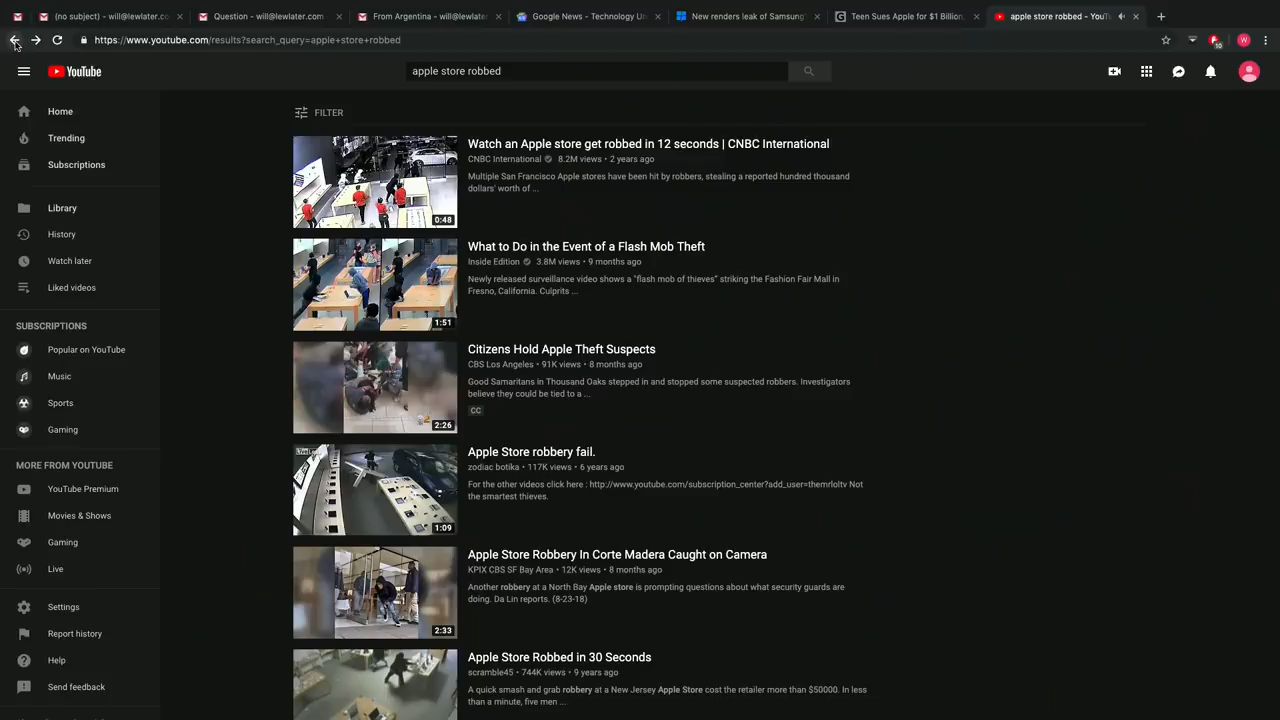 (no subject) - will@lewlater.c
Question - will@lewlater.com
From Argentina - will@lewlater
Google News - Technology Un
New renders leak of Samsung'
Teen Sues Apple for $1 Billion,
apple store robbed - YouT
https://www.youtube.com/results?search_query=apple+store+robbed
10
W
YouTube
apple store robbed
Home
Trending
Subscriptions
Library
History
Watch later
Liked videos
SUBSCRIPTIONS
Popular on YouTube
Music
Sports
Gaming
MORE FROM YOUTUBE
YouTube Premium
Movies & Shows
Gaming
Live
Settings
Report history
Help
Send feedback
FILTER
Watch an Apple store get robbed in 12 seconds | CNBC International
CNBC International 8.2M views • 2 years ago
Multiple San Francisco Apple stores have been hit by robbers, stealing a reported hundred thousand
dollars' worth of ...
0:48
What to Do in the Event of a Flash Mob Theft
Inside Edition 3.8M views • 9 months ago
Newly released surveillance video shows a "flash mob of thieves" striking the Fashion Fair Mall in
Fresno, California. Culprits ...
1:51
Citizens Hold Apple Theft Suspects
CBS Los Angeles • 91K views • 8 months ago
Good Samaritans in Thousand Oaks stepped in and stopped some suspected robbers. Investigators
believe they could be tied to a ...
CC
2:26
Apple Store robbery fail.
zodiac botika • 117K views • 6 years ago
For the other videos click here : http://www.youtube.com/subscription_center?add_user=themrloltv Not
the smartest thieves.
1:09
Apple Store Robbery In Corte Madera Caught on Camera
KPIX CBS SF Bay Area • 12K views • 8 months ago
Another robbery at a North Bay Apple store is prompting questions about what security guards are
doing. Da Lin reports. (8-23-18)
2:33
Apple Store Robbed in 30 Seconds
scramble45 • 744K views • 9 years ago
A quick smash and grab robbery at a New Jersey Apple Store cost the retailer more than $50000. In less
than a minute, five men ...